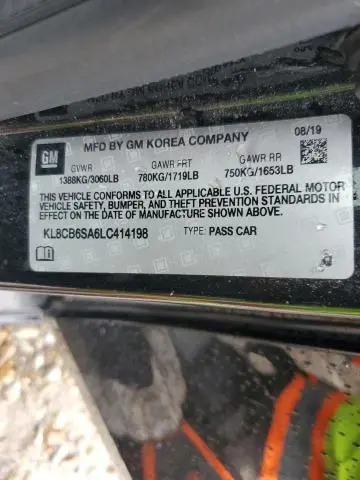 GM
MFD BY GM KOREA COMPANY
08/19
GVWR GAWR FRT GAWR RR
1388KG/3060LB 780KG/1719LB 750KG/1653LB
THIS VEHICLE CONFORMS TO ALL APPLICABLE U.S. FEDERAL MOTOR
VEHICLE SAFETY, BUMPER, AND THEFT PREVENTION STANDARDS IN
EFFECT ON THE DATE OF MANUFACTURE SHOWN ABOVE.
KL8CB6SA6LC414198 TYPE: PASS CAR